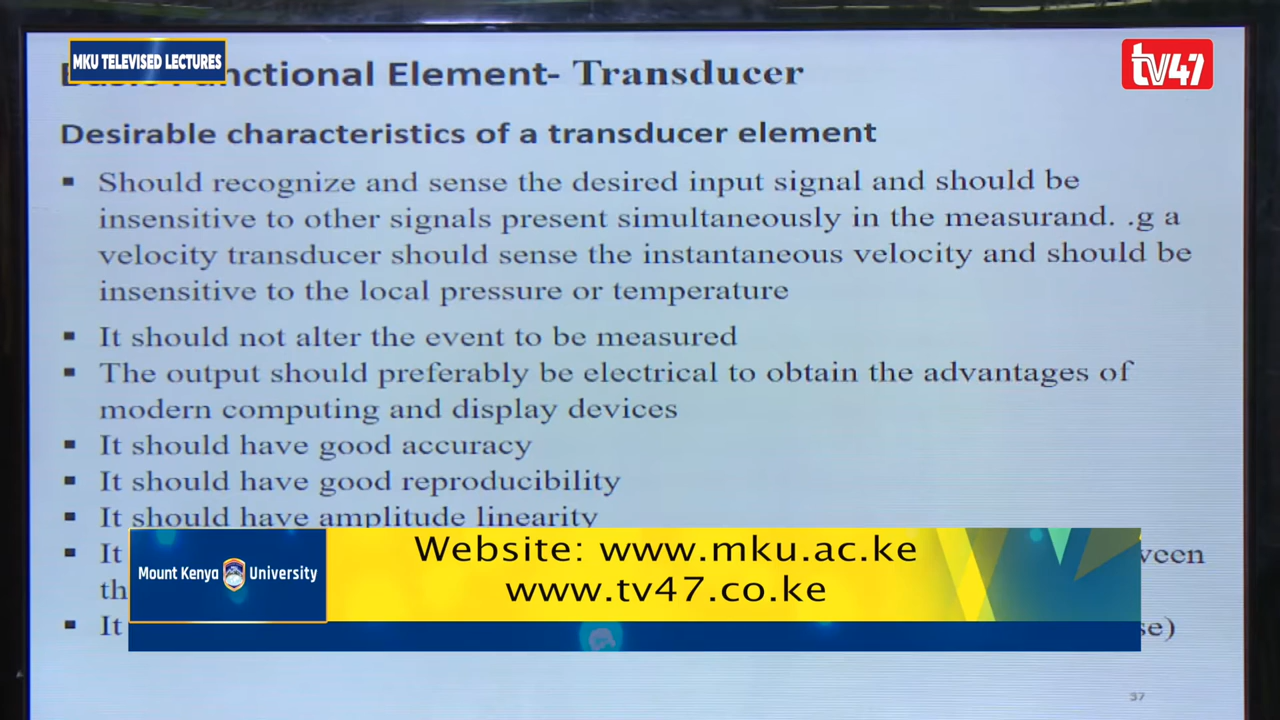 MKU TELEVISED LECTURES
tv47
Functional Element- Transducer
Desirable characteristics of a transducer element
▪ Should recognize and sense the desired input signal and should be
insensitive to other signals present simultaneously in the measurand. .g a
velocity transducer should sense the instantaneous velocity and should be
insensitive to the local pressure or temperature
▪ It should not alter the event to be measured
▪ The output should preferably be electrical to obtain the advantages of
modern computing and display devices
▪ It should have good accuracy
▪ It should have good reproducibility
▪ It should have amplitude linearity
▪ It
▪ It
Website: www.mku.ac.ke
www.tv47.co.ke
Mount Kenya University
37